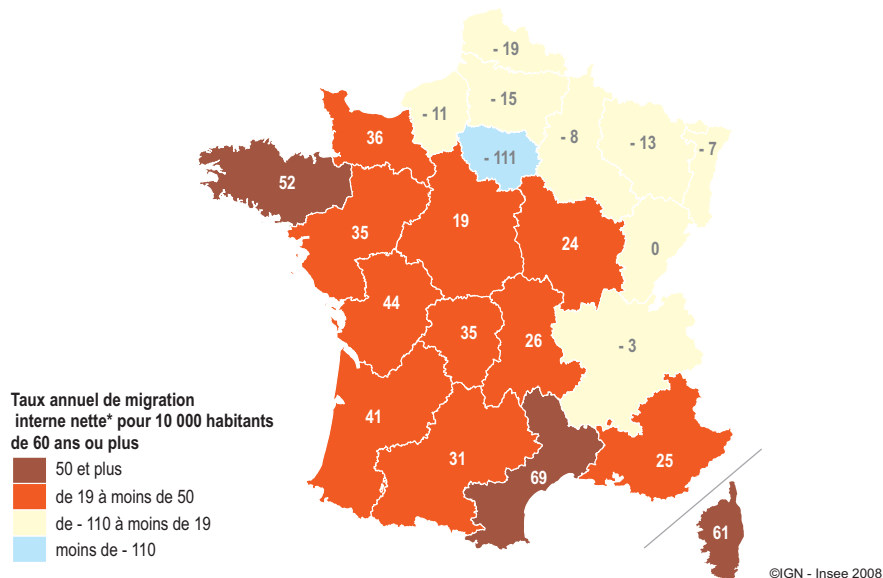 - 19
- 11
- 15
- 8
- 13
- 7
36
- 111
52
35
19
24
0
44
35
26
- 3
41
31
69
25
61
Taux annuel de migration
interne nette* pour 10 000 habitants
de 60 ans ou plus
50 et plus
de 19 à moins de 50
de - 110 à moins de 19
moins de - 110
©IGN - Insee 2008